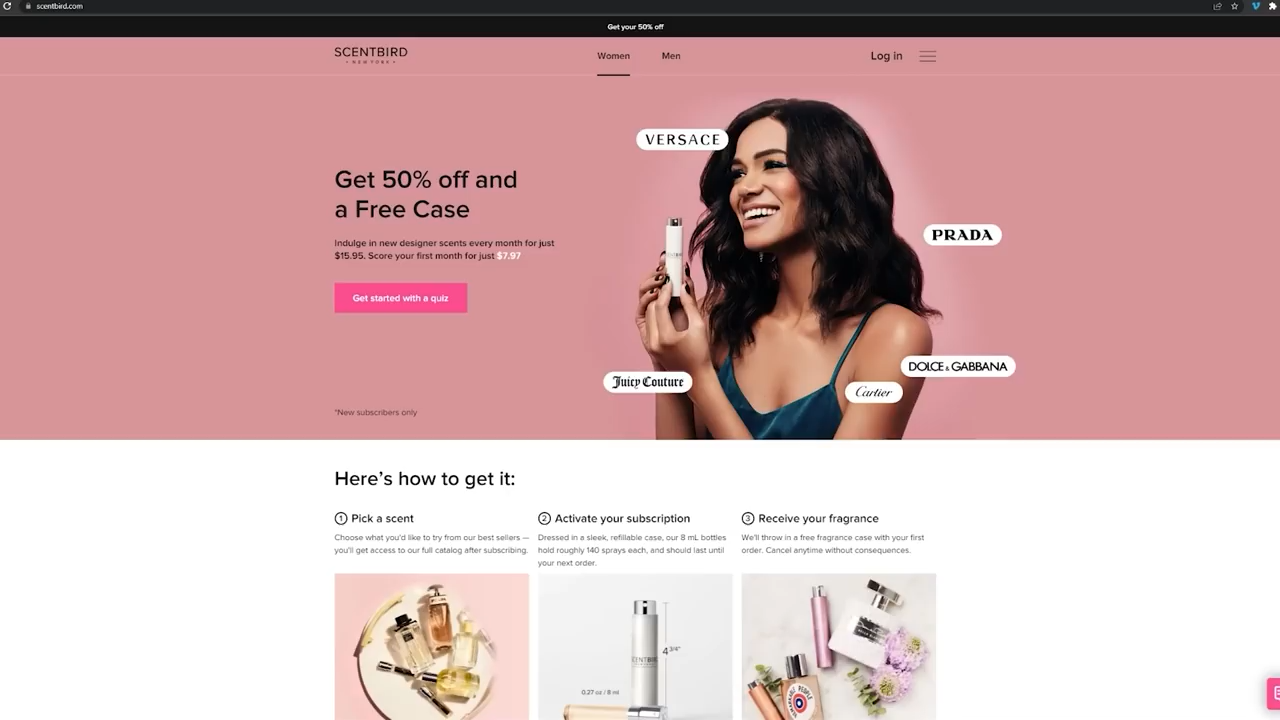 scentbird.com
Get your 50% off
SCENTBIRD
• NEW YORK •
Women
Men
Log in
Get 50% off and
a Free Case
Indulge in new designer scents every month for just
$15.95. Score your first month for just $7.97
Get started with a quiz
*New subscribers only
VERSACE
PRADA
DOLCE & GABBANA
Cartier
Juicy Couture
Here's how to get it:
1 Pick a scent
Choose what you'd like to try from our best sellers —
you'll get access to our full catalog after subscribing.
2 Activate your subscription
Dressed in a sleek, refillable case, our 8 mL bottles
hold roughly 140 sprays each, and should last until
your next order.
3 Receive your fragrance
We'll throw in a free fragrance case with your first
order. Cancel anytime without consequences.
SCENTBIRD
4 3/4"
0.27 oz / 8 ml
REMARKABLE PEOPLE